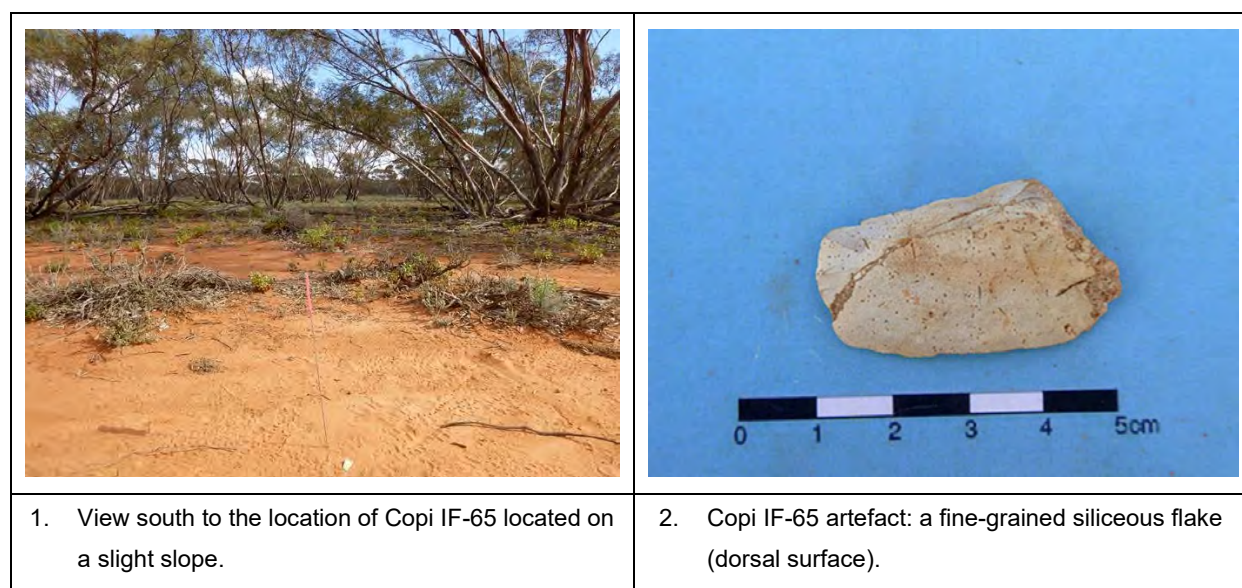 0 1 2 3 4 5cm
1. View south to the location of Copi IF-65 located on
a slight slope.
2. Copi IF-65 artefact: a fine-grained siliceous flake
(dorsal surface).